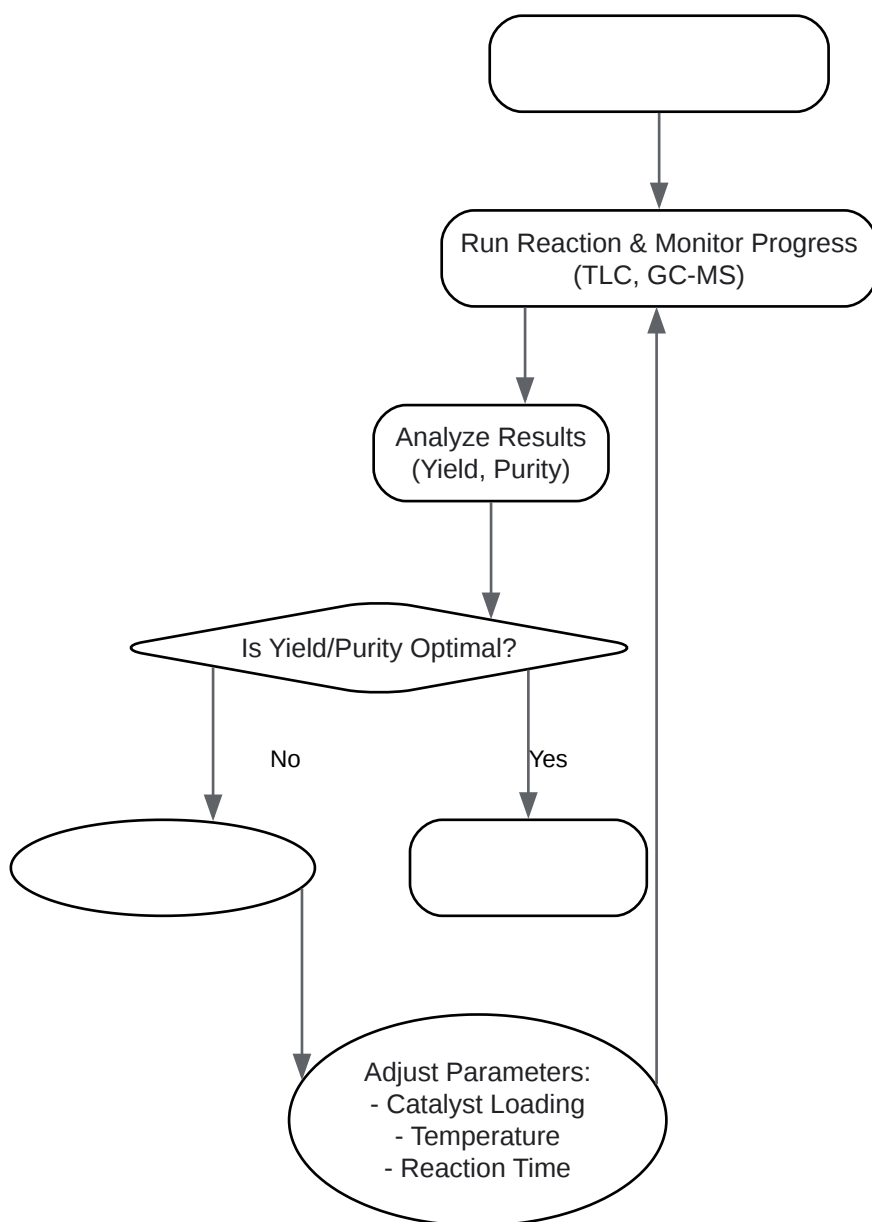 Run Reaction & Monitor Progress
(TLC, GC-MS)
Analyze Results
(Yield, Purity)
Is Yield/Purity Optimal?
No
Yes
Adjust Parameters:
- Catalyst Loading
- Temperature
- Reaction Time